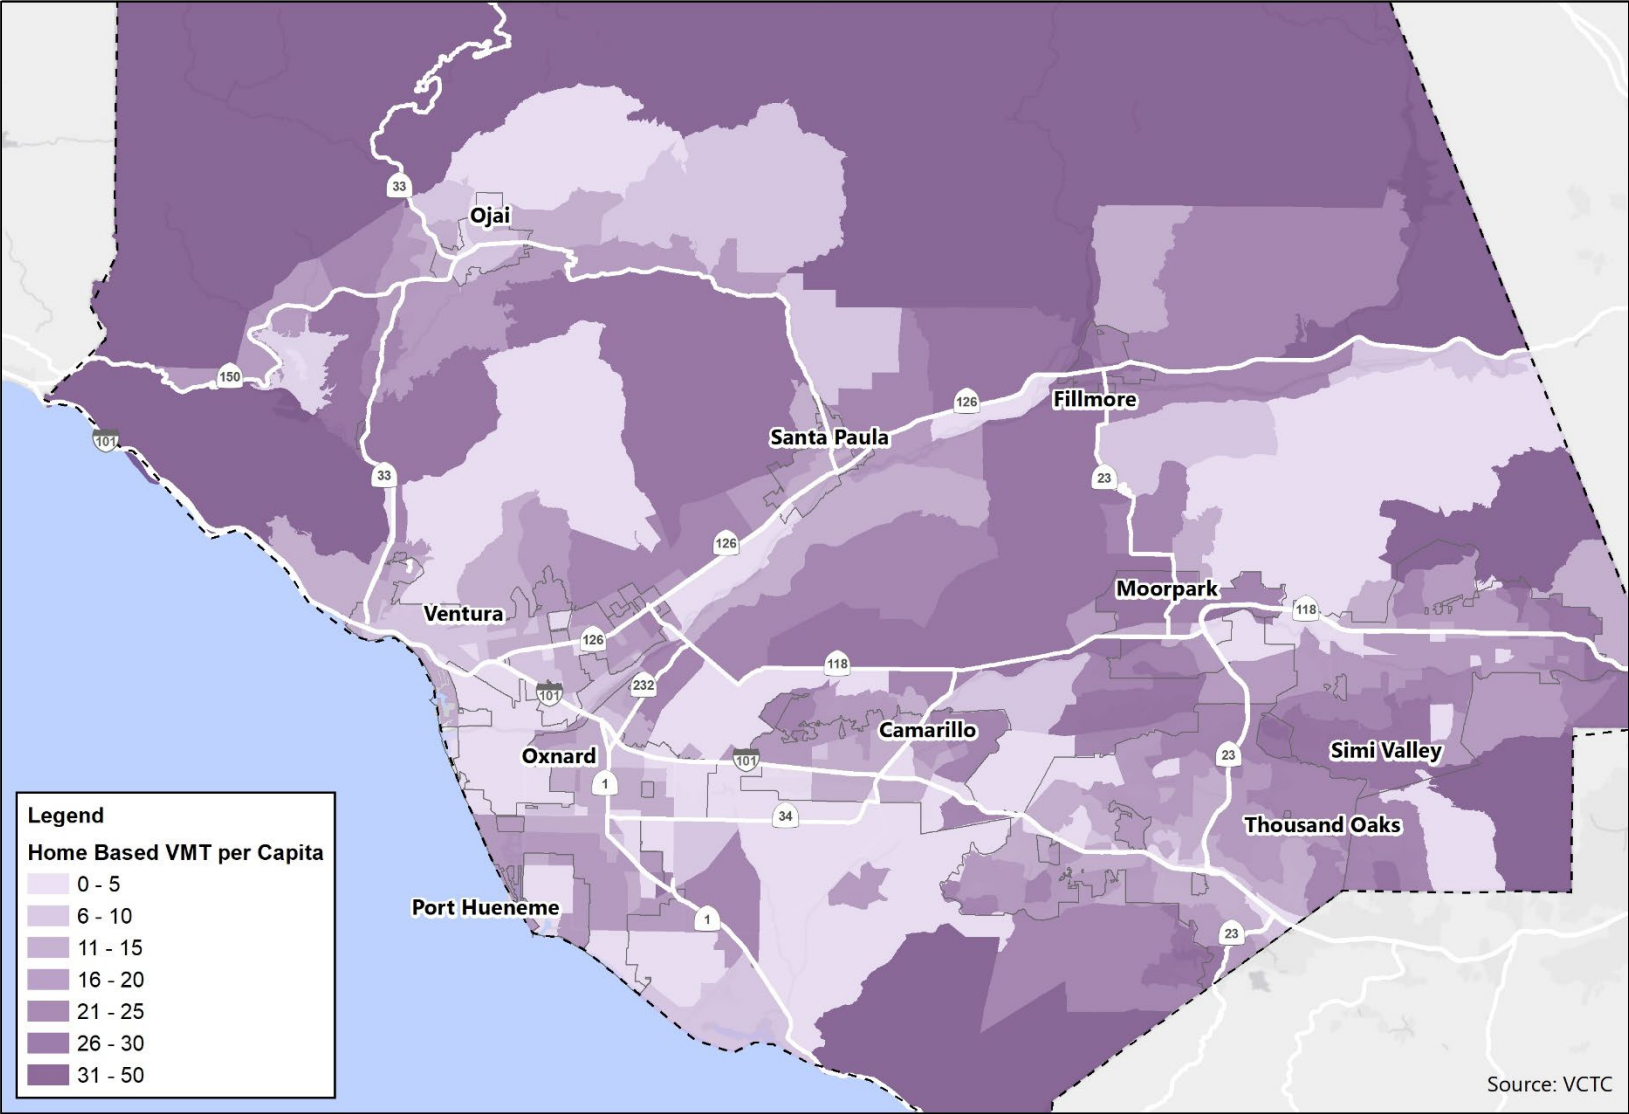 33
Ojai
150
126
Fillmore
101
Santa Paula
33
23
126
Moorpark
Ventura
118
126
118
232
101
Camarillo
Oxnard
101
23
Simi Valley
1
34
Thousand Oaks
Port Hueneme
1
23
Legend
Home Based VMT per Capita
0 - 5
6 - 10
11 - 15
16 - 20
21 - 25
26 - 30
31 - 50
Source: VCTC